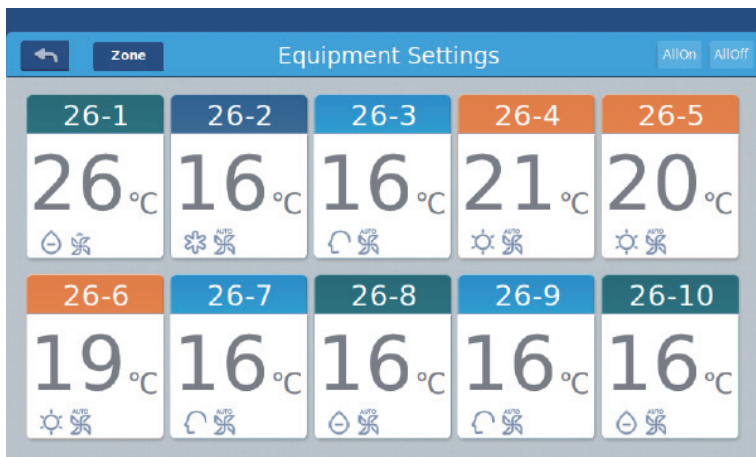 Zone Equipment Settings AllOn AllOff
26-1 26-2 26-3 26-4 26-5
26 °C 16 °C 16 °C 21 °C 20 °C
AUTO AUTO AUTO AUTO
26-6 26-7 26-8 26-9 26-10
19 °C 16 °C 16 °C 16 °C 16 °C
AUTO AUTO AUTO AUTO AUTO